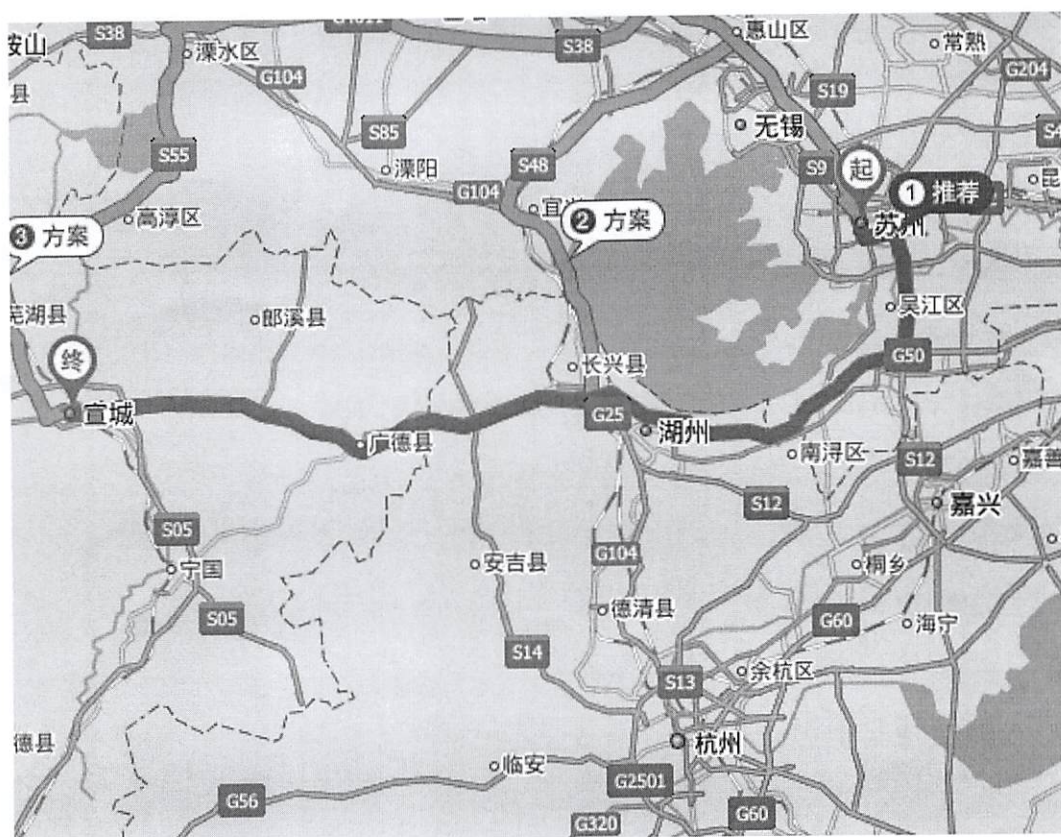 鞍山
S38
溧水区
S38
惠山区
常熟
G104
G204
S19
县
S85
无锡
S48
S9
起
S55
溧阳
G104
1 推荐
高淳区
宜兴
2 方案
苏州
3 方案
芜湖县
郎溪县
吴江区
终
长兴县
G50
宣城
G25
湖州
广德县
南浔区
S12
嘉善
S12
嘉兴
S05
G104
宁国
安吉县
桐乡
德清县
S05
G60
海宁
S14
余杭区
S13
德县
杭州
临安
G2501
G56
G60
G320